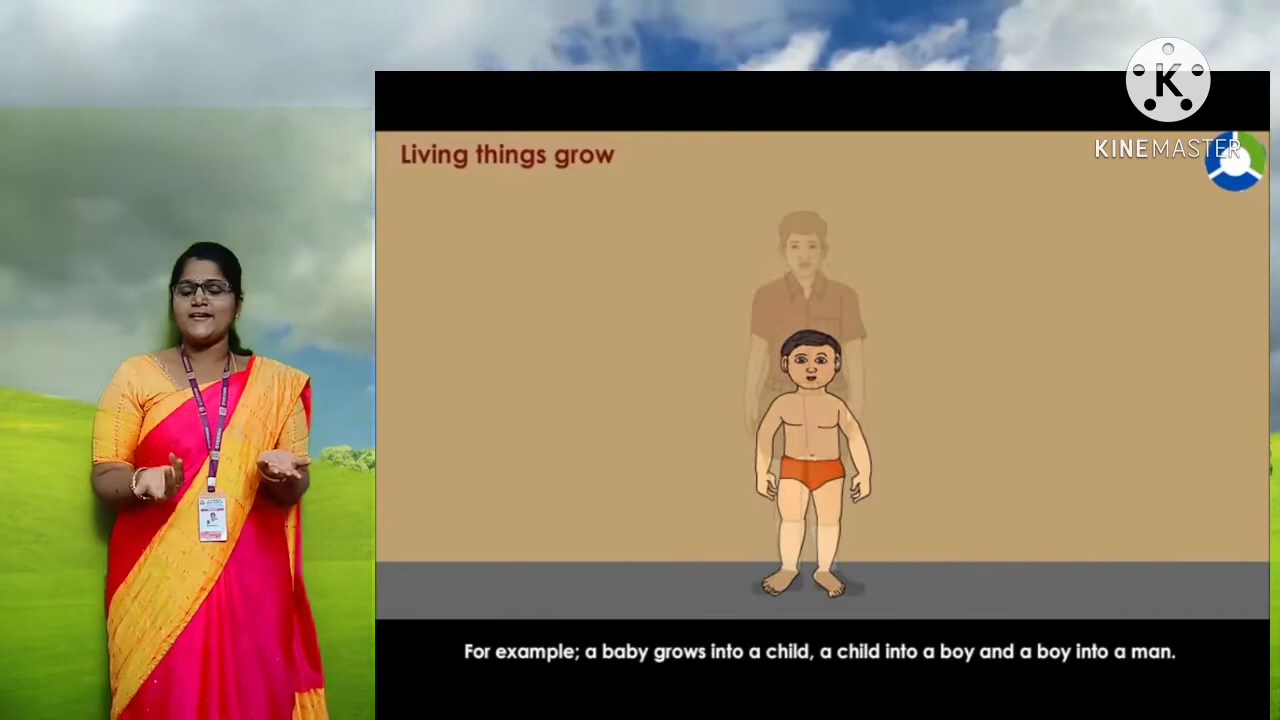 KINEMASTER
Living things grow
For example; a baby grows into a child, a child into a boy and a boy into a man.